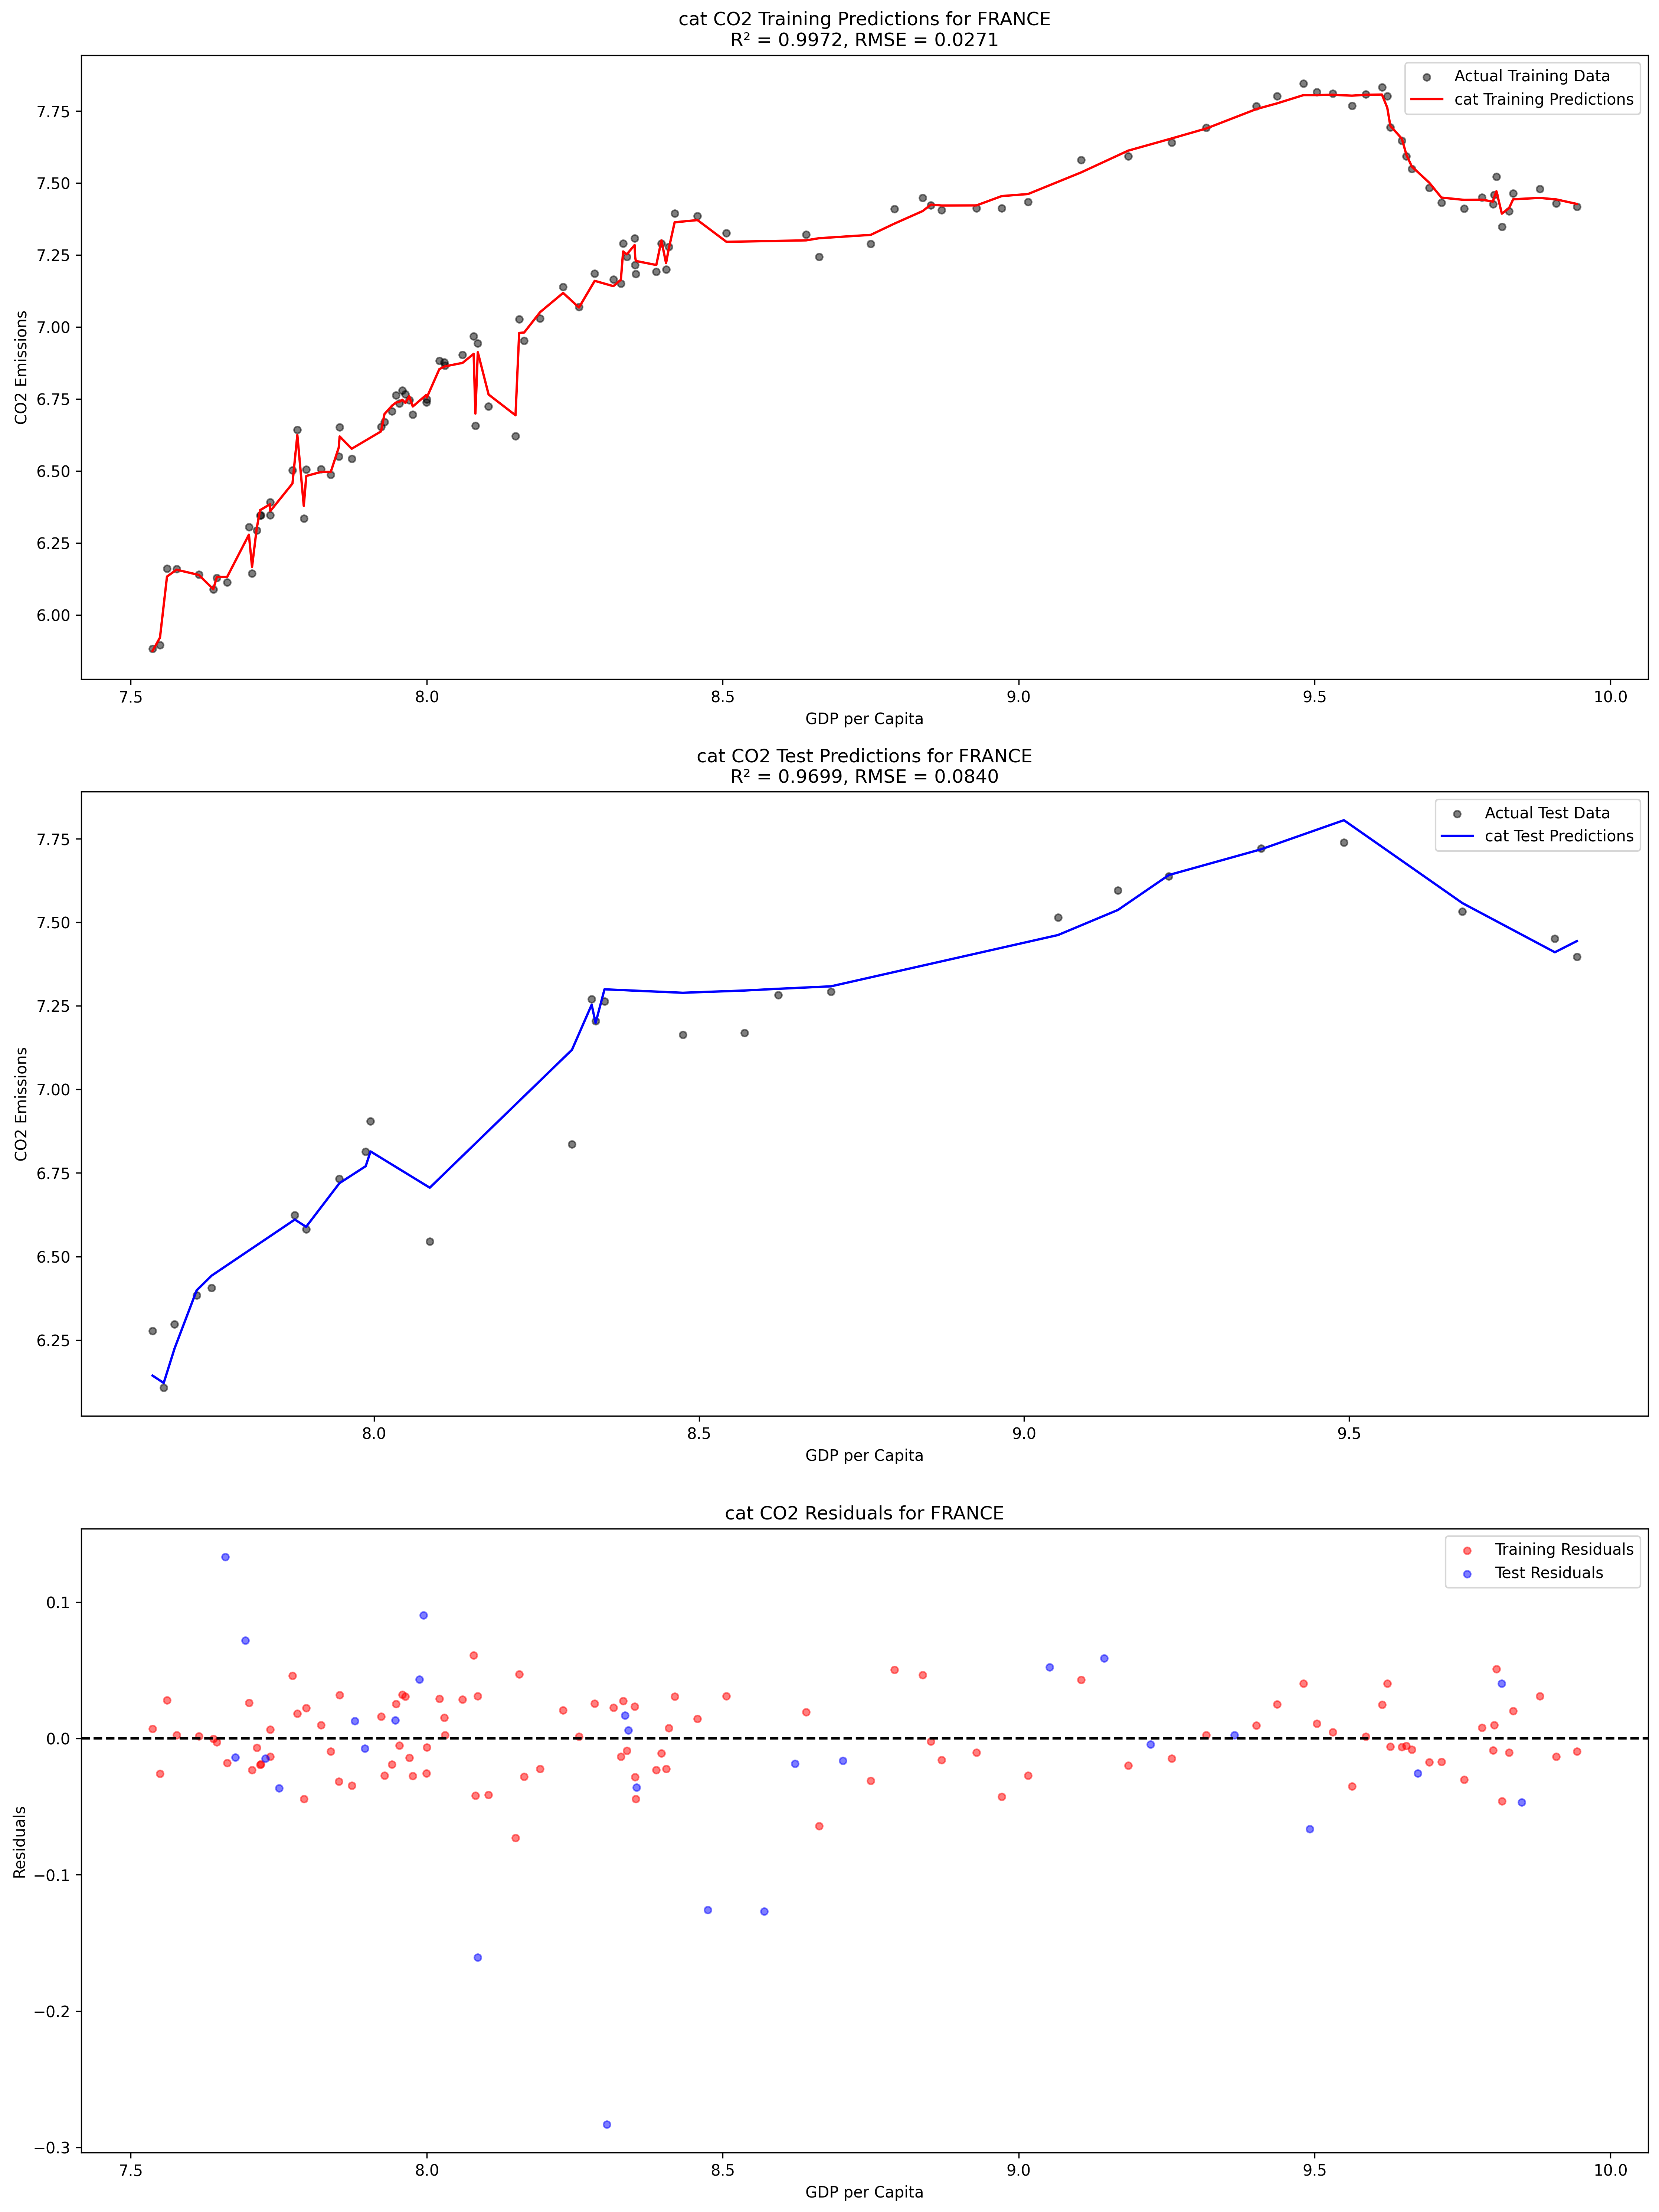 cat CO2 Training Predictions for FRANCE
R² = 0.9972, RMSE = 0.0271
Actual Training Data
cat Training Predictions
7.75
7.50
7.25
7.00
6.75
6.50
6.25
6.00
CO2 Emissions
7.5 8.0 8.5 9.0 9.5 10.0
GDP per Capita
cat CO2 Test Predictions for FRANCE
R² = 0.9699, RMSE = 0.0840
Actual Test Data
cat Test Predictions
7.75
7.50
7.25
7.00
6.75
6.50
6.25
CO2 Emissions
8.0 8.5 9.0 9.5
GDP per Capita
cat CO2 Residuals for FRANCE
Training Residuals
Test Residuals
0.1
0.0
−0.1
−0.2
−0.3
Residuals
7.5 8.0 8.5 9.0 9.5 10.0
GDP per Capita